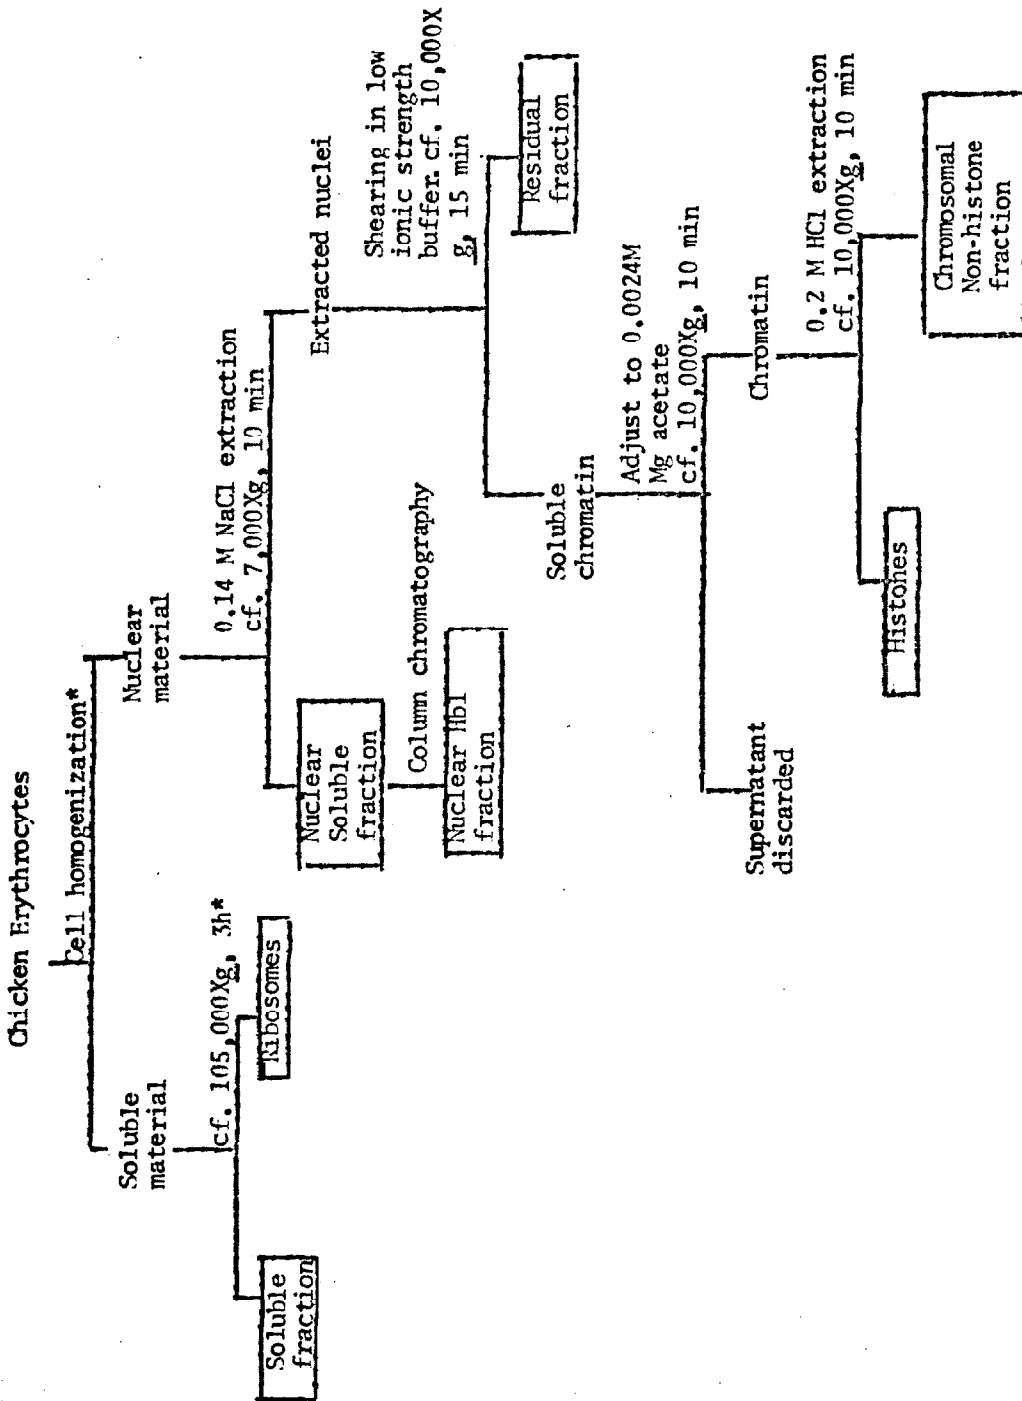 Chicken Erythrocytes
Cell homogenization*
Soluble
material
Nuclear
material
cf. 105,000Xg, 3h*
0.14 M NaCl extraction
cf. 7,000Xg, 10 min
Soluble
fraction
Ribosomes
Nuclear
Soluble
fraction
Extracted nuclei
Column chromatography
Shearing in low
ionic strength
buffer. cf. 10,000X
g, 15 min
Nuclear Hb1
fraction
Soluble
chromatin
Residual
fraction
Adjust to 0.0024M
Mg acetate
cf. 10,000Xg, 10 min
Supernatant
discarded
Chromatin
0.2 M HCl extraction
cf. 10,000Xg, 10 min
Histones
Chromosomal
Non-histone
fraction